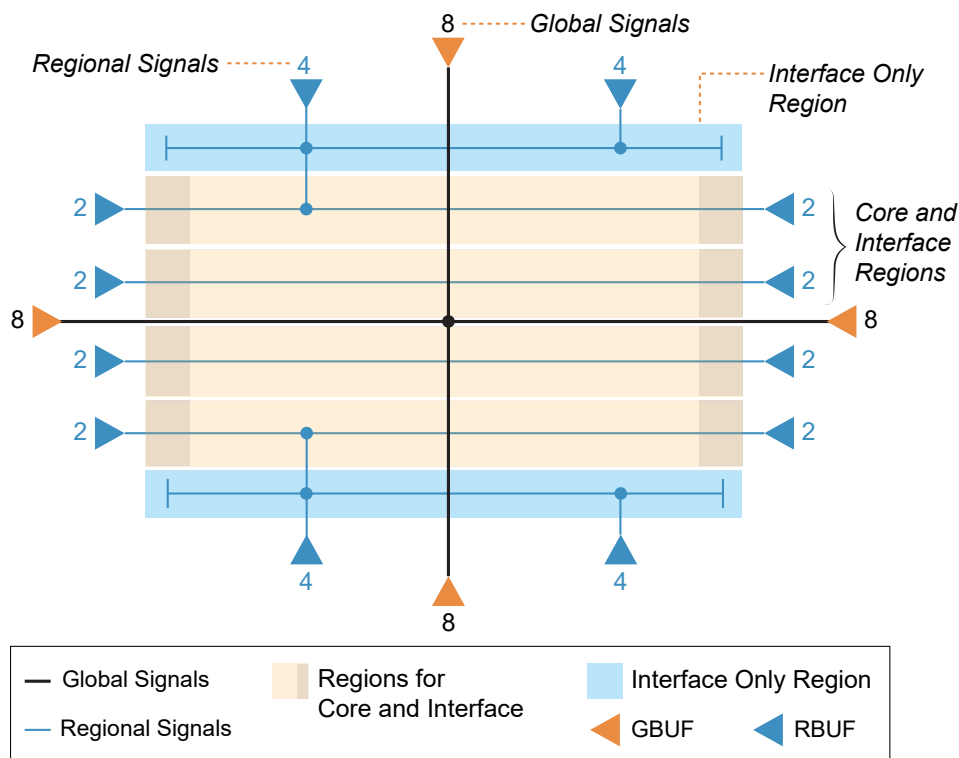 8
Global Signals
Regional Signals
4
4
Interface Only
Region
2
2
Core and
Interface
Regions
2
2
8
8
2
2
2
2
4
4
8
Global Signals
Regions for
Core and Interface
Interface Only Region
Regional Signals
GBUF
RBUF